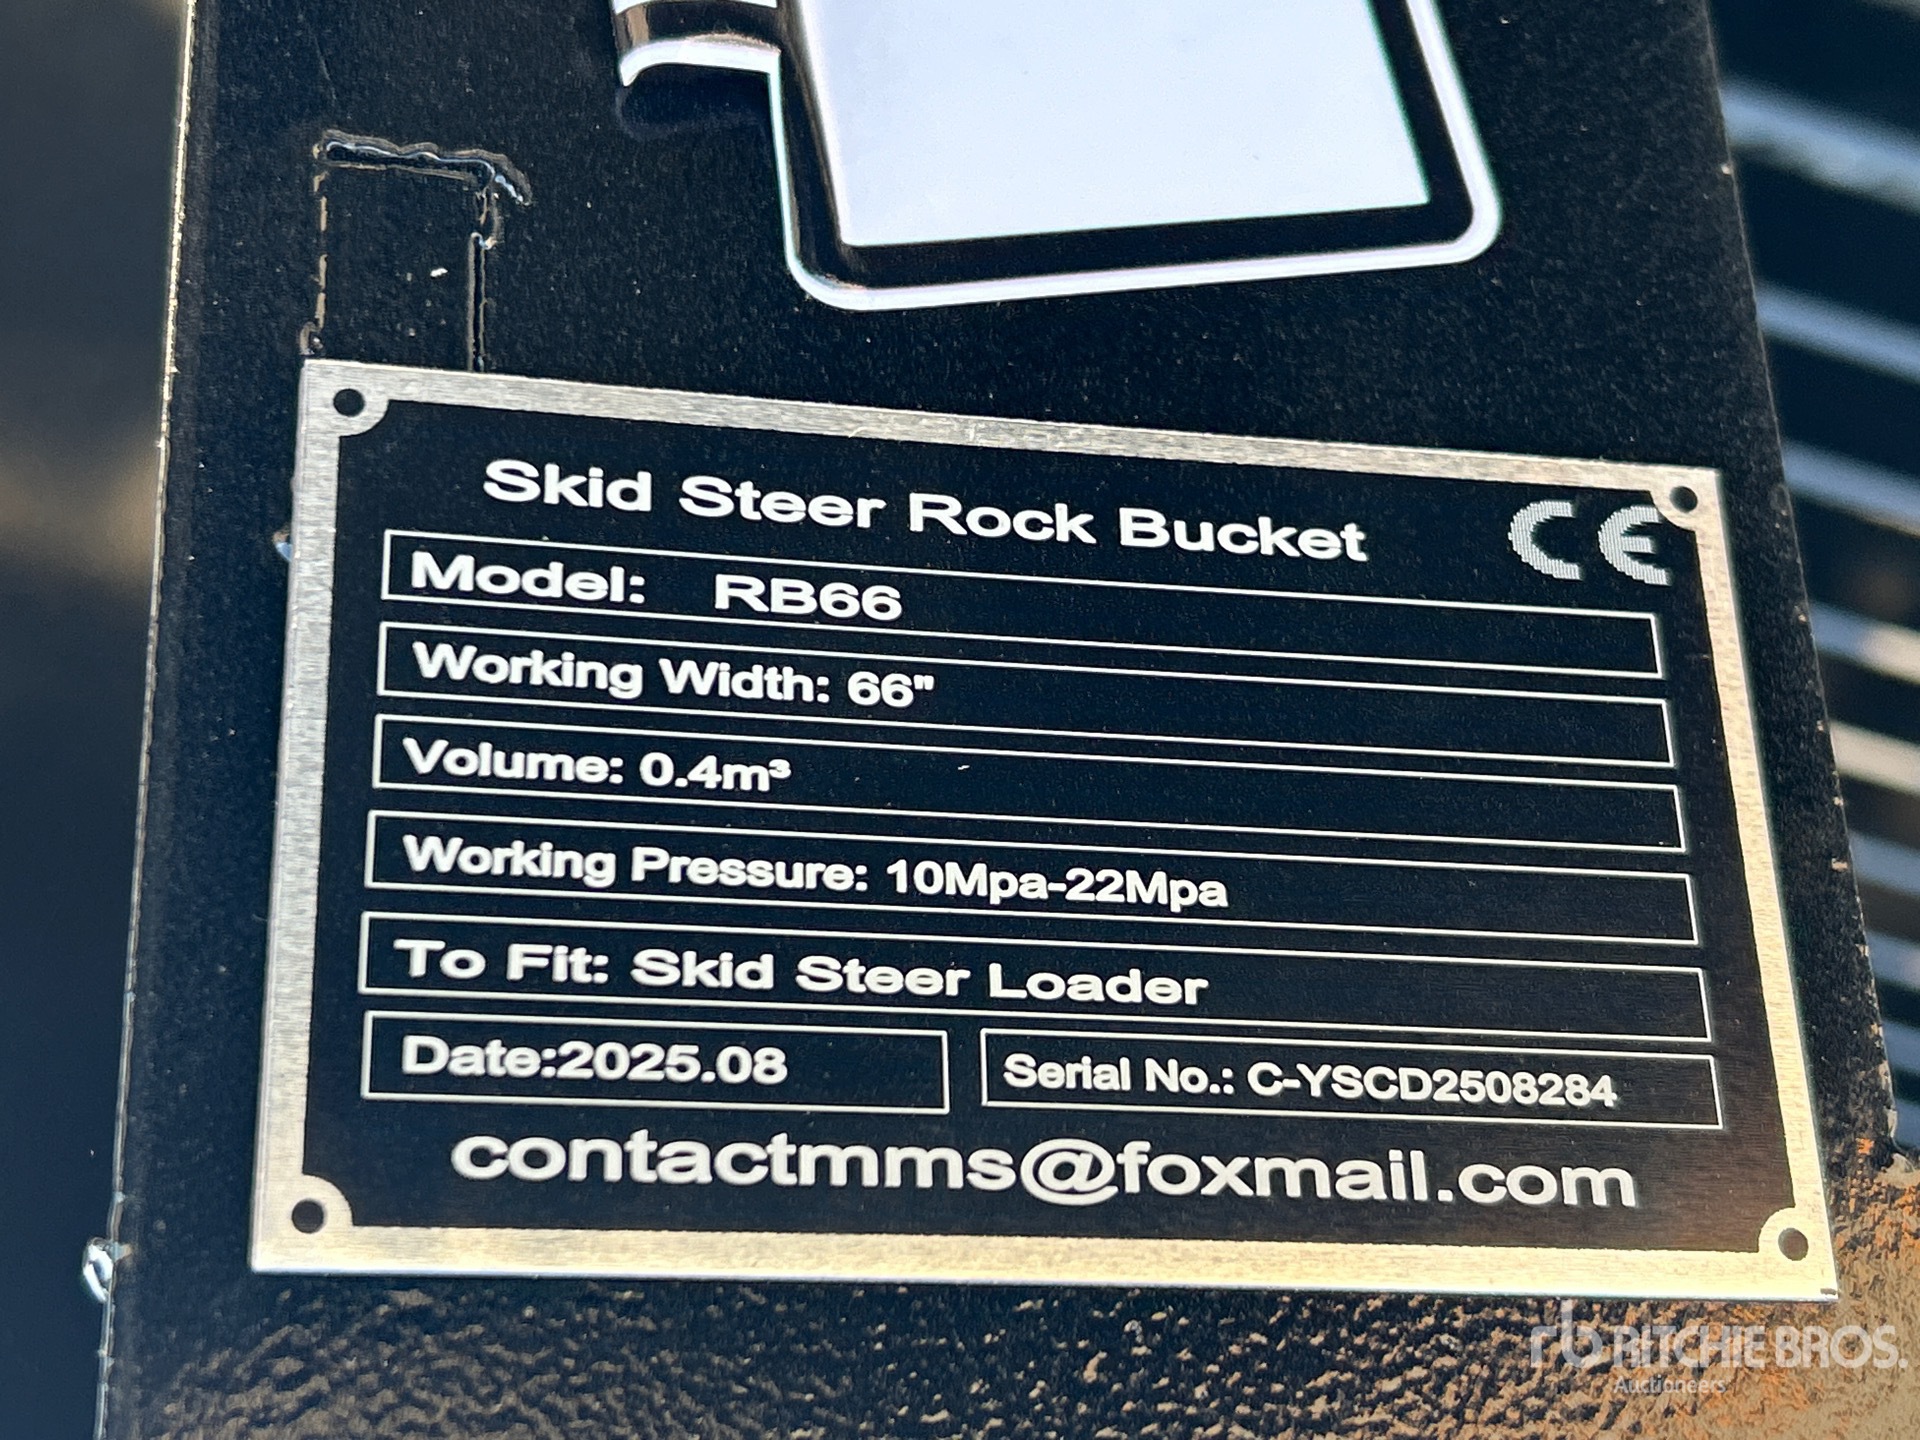 Skid Steer Rock Bucket CE
Model: RB66
Working Width: 66"
Volume: 0.4m³
Working Pressure: 10Mpa-22Mpa
To Fit: Skid Steer Loader
Date:2025.08 Serial No.: C-YSCD2508284
contactmms@foxmail.com
rb RITCHIE BROS.
Auctioneers